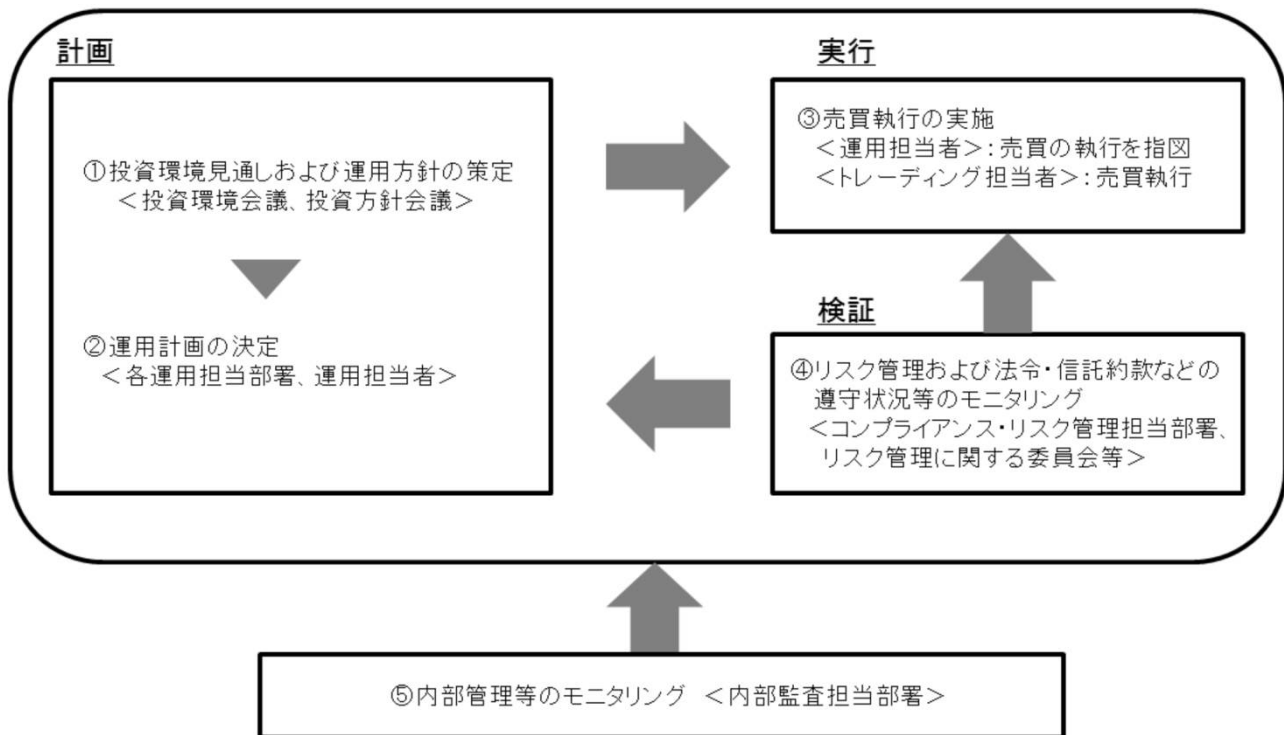 計画
①投資環境見通しおよび運用方針の策定
＜投資環境会議、投資方針会議＞
②運用計画の決定
＜各運用担当部署、運用担当者＞
実行
③売買執行の実施
＜運用担当者＞：売買の執行を指図
＜トレーディング担当者＞：売買執行
検証
④リスク管理および法令・信託約款などの
遵守状況等のモニタリング
＜コンプライアンス・リスク管理担当部署、
リスク管理に関する委員会等＞
⑤内部管理等のモニタリング ＜内部監査担当部署＞